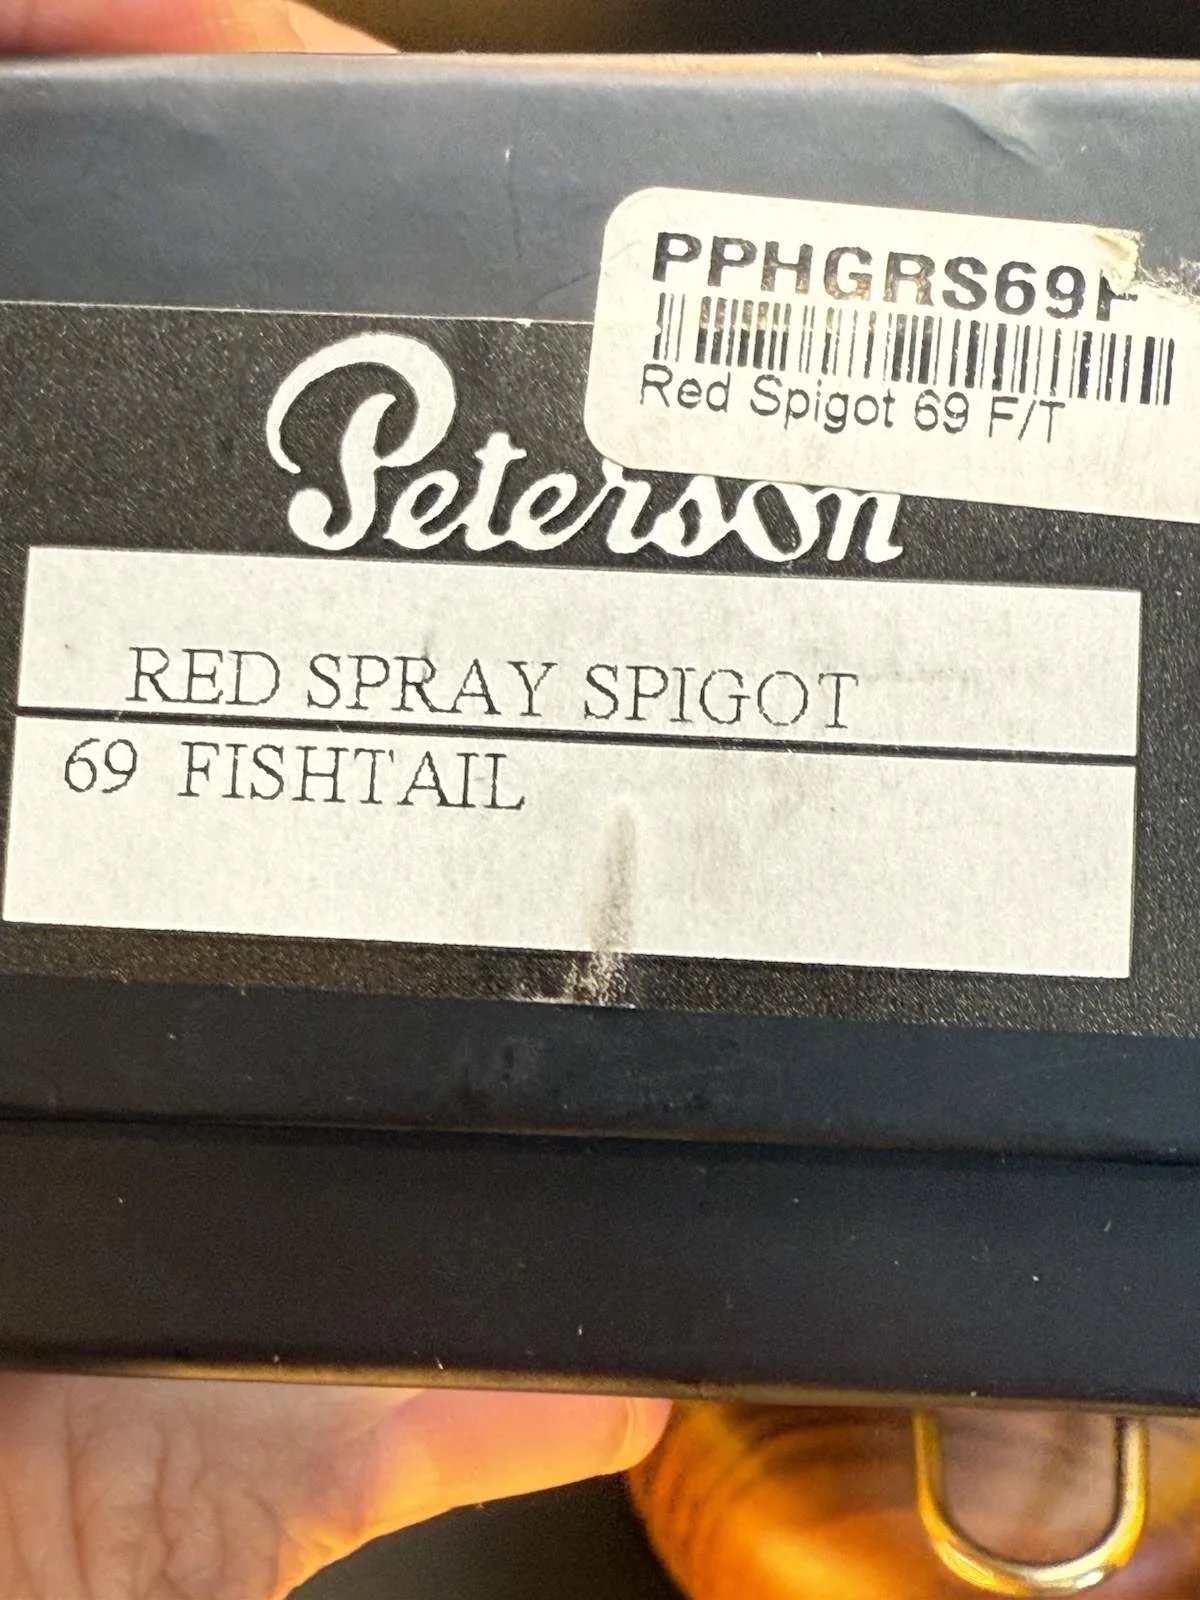 PPHGRS69F
Red Spigot 69 F/T
Peterson
RED SPRAY SPIGOT
69 FISHTAIL